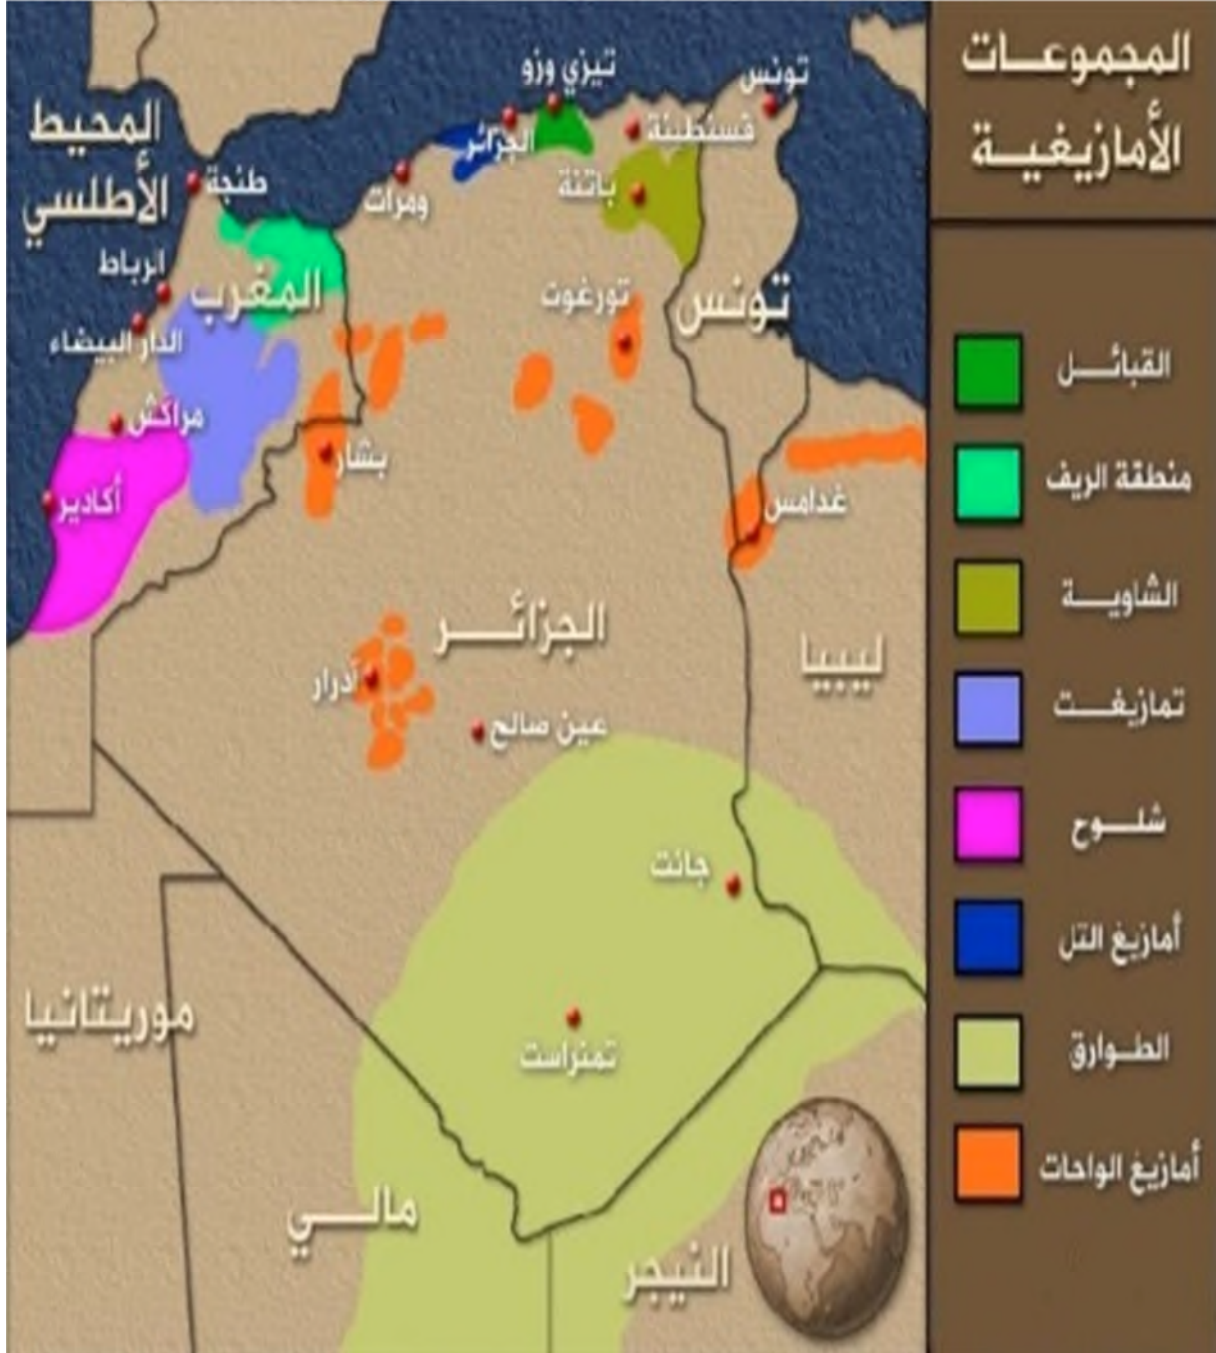 المجموعات
الأمازيغية
القبائل
منطقة الريف
الشاوية
تمازيغت
شلوح
أمازيغ التل
الطوارق
أمازيغ الواحات
المحيط
الأطلسي
تيزي وزو
تونس
الجزائر
قسنطينة
باتنة
طنجة
ومرات
الرباط
المغرب
الدار البيضاء
تورغوت
تونس
مراكش
بشار
أكادير
غدامس
الجزائر
ليبيا
آدرار
عين صالح
جانت
تمنراست
موريتانيا
مالي
النيجر